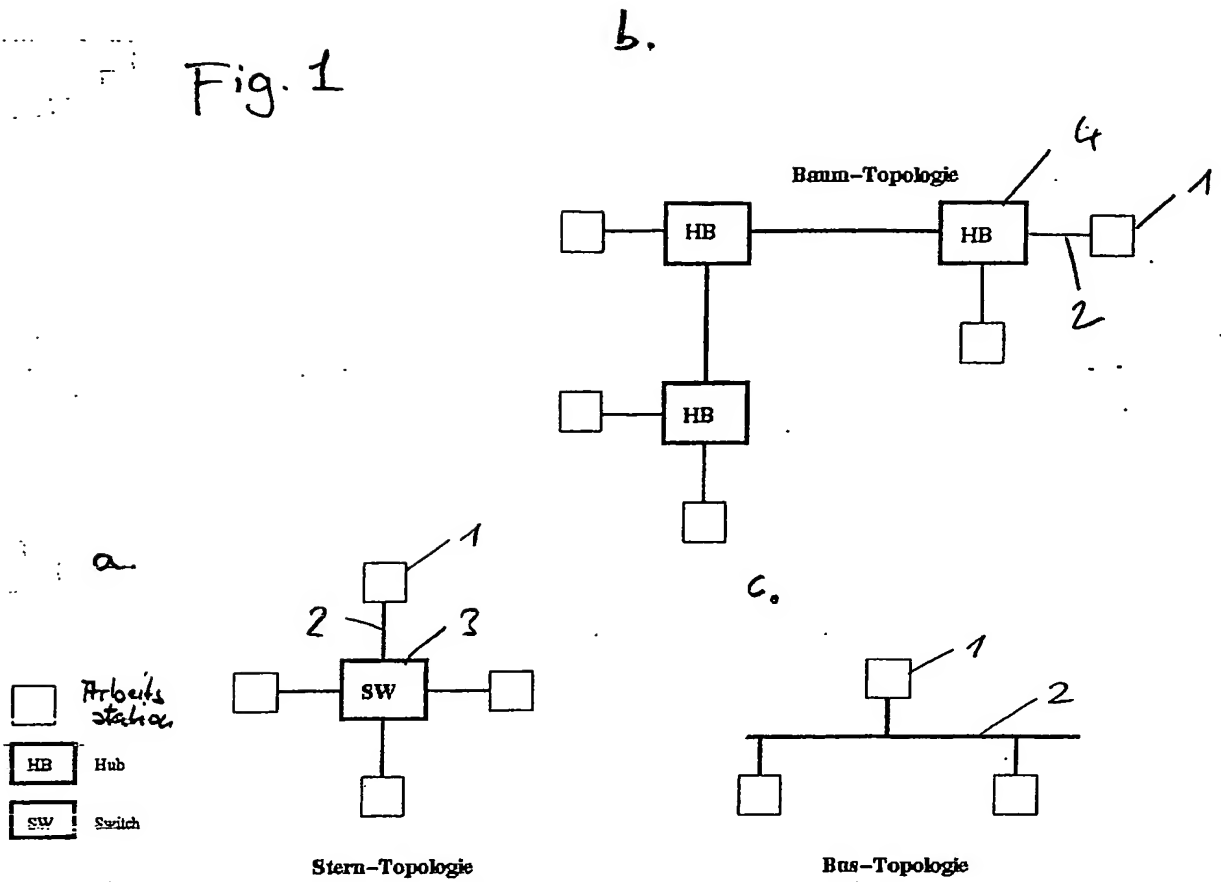 b.
Fig. 1
4
Baum-Topologie
1
HB
HB
2
HB
a
1
c.
2
3
1
Arbeits
station
SW
2
HB
Hub
SW
Switch
Stern-Topologie
Bus-Topologie